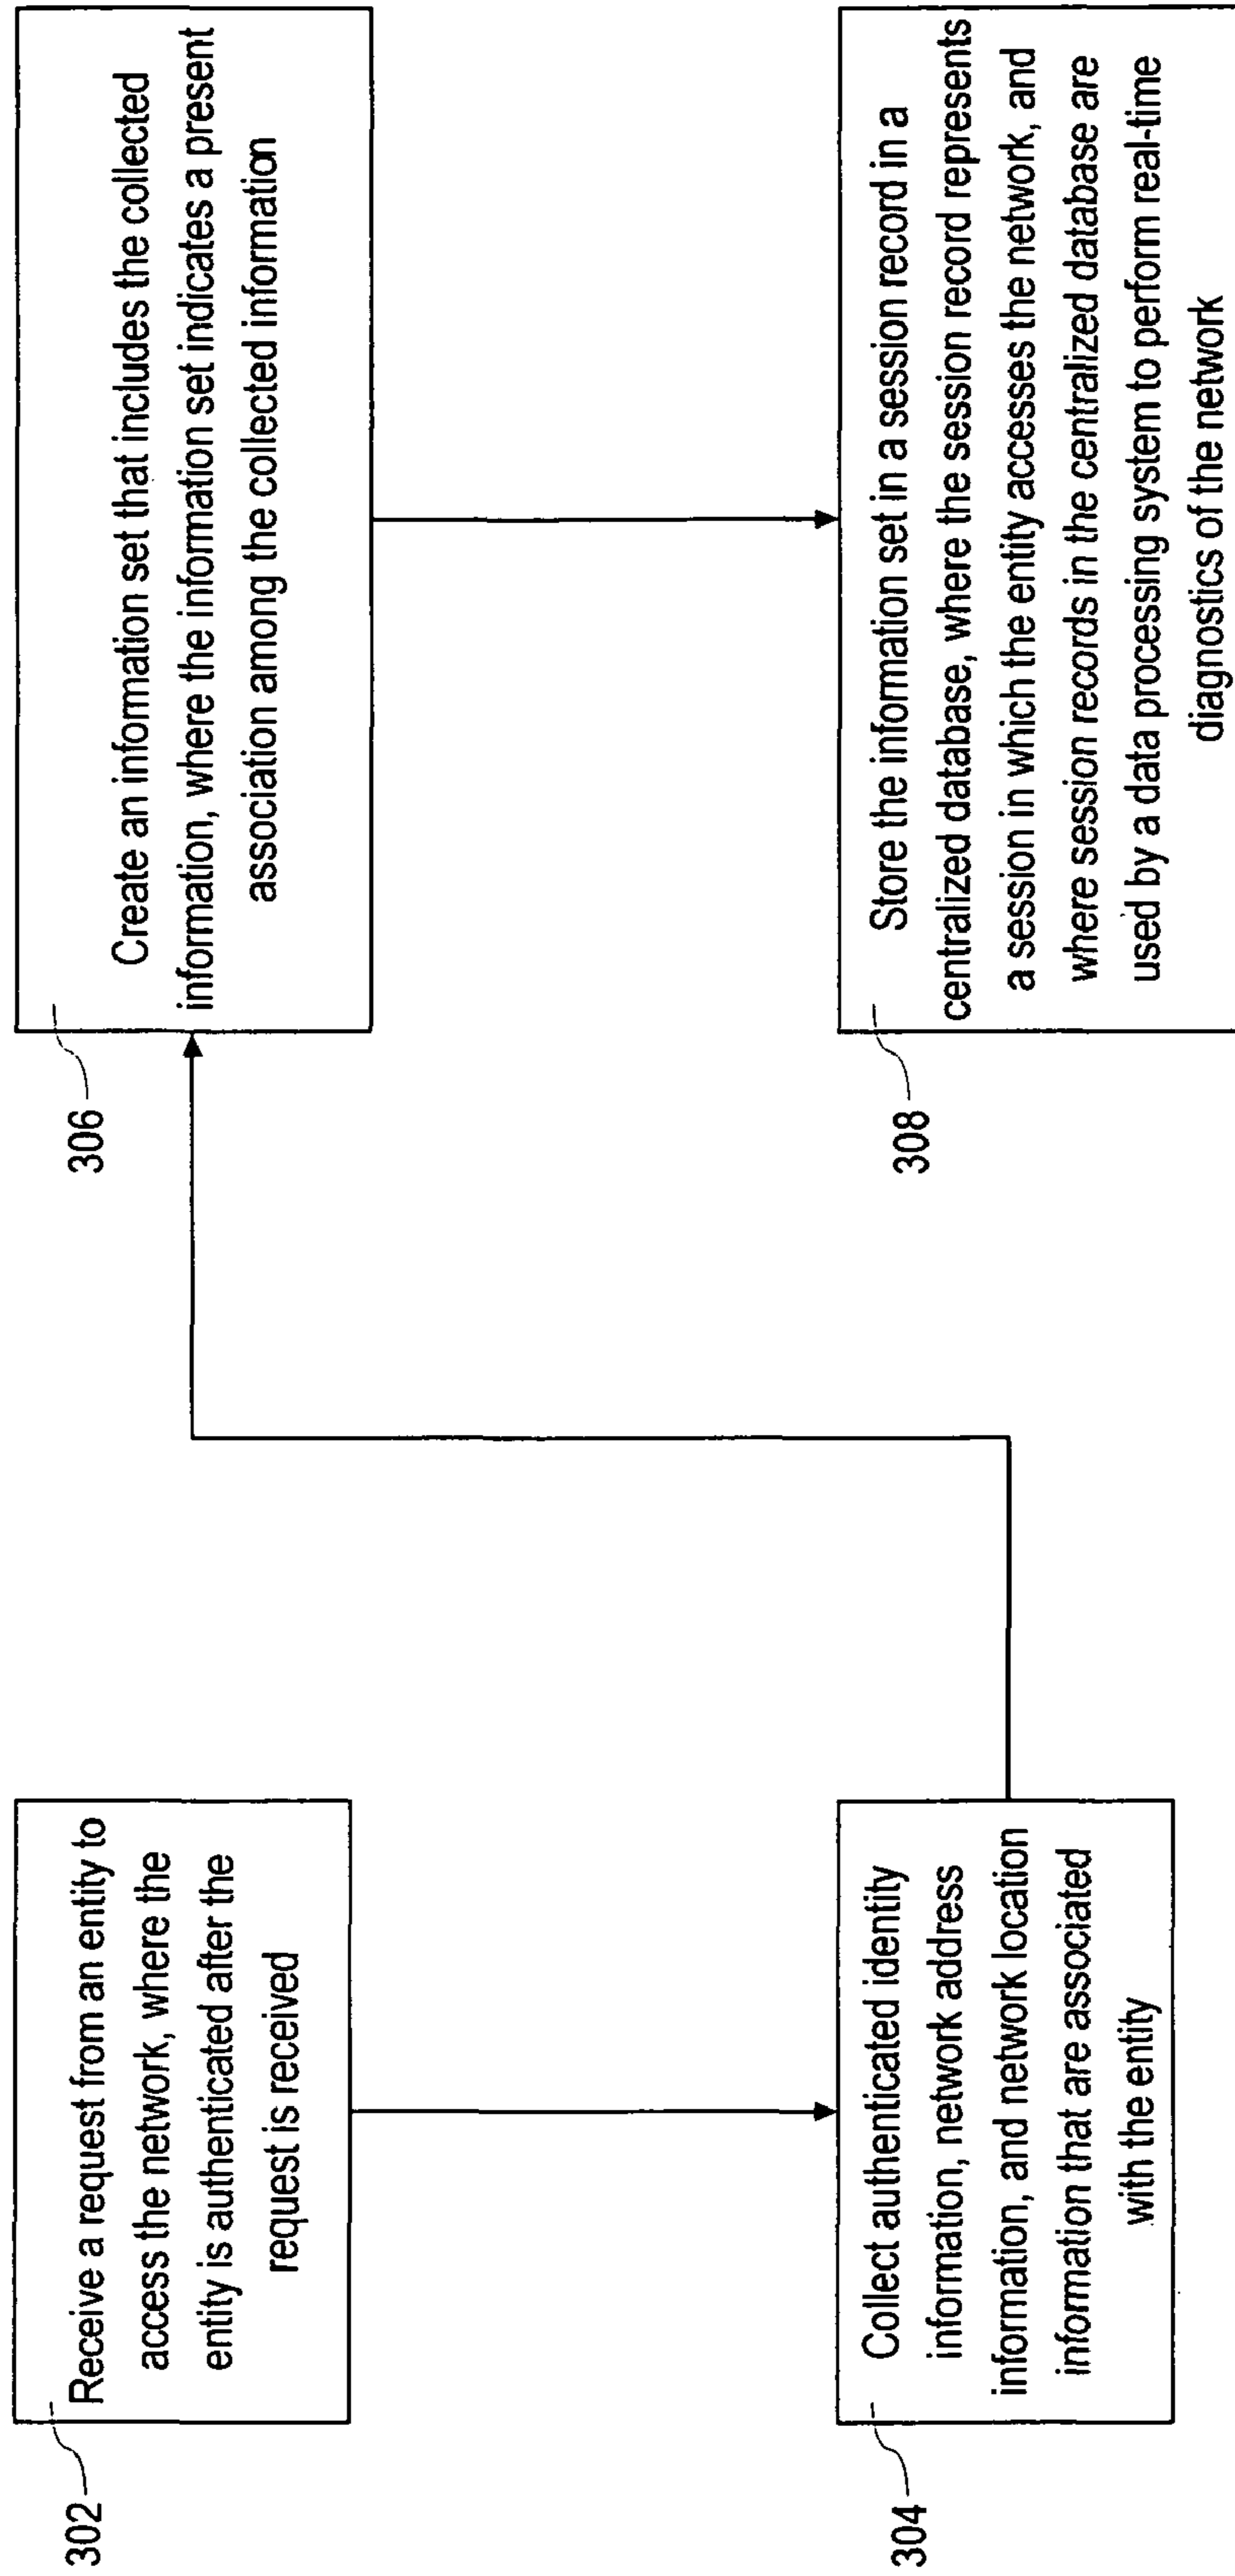 302
Receive a request from an entity to
access the network, where the
entity is authenticated after the
request is received
304
Collect authenticated identity
information, network address
information, and network location
information that are associated
with the entity
306
Create an information set that includes the collected
information, where the information set indicates a present
association among the collected information
308
Store the information set in a session record in a
centralized database, where the session record represents
a session in which the entity accesses the network, and
where session records in the centralized database are
used by a data processing system to perform real-time
diagnostics of the network